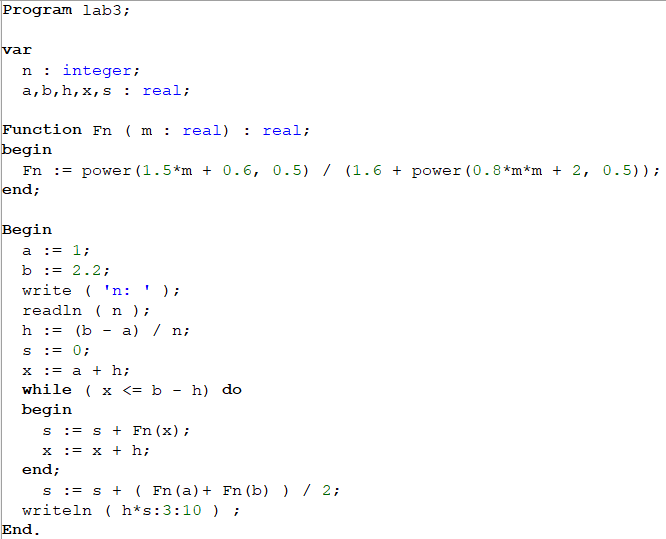 Program lab3;
var
n : integer;
a,b,h,x,s : real;
Function Fn ( m : real) : real;
begin
Fn := power(1.5*m + 0.6, 0.5) / (1.6 + power(0.8*m*m + 2, 0.5));
end;
Begin
a := 1;
b := 2.2;
write ( 'n: ' );
readln ( n );
h := (b - a) / n;
s := 0;
x := a + h;
while ( x <= b - h) do
begin
s := s + Fn(x);
x := x + h;
end;
s := s + ( Fn(a)+ Fn(b) ) / 2;
writeln ( h*s:3:10 ) ;
End.